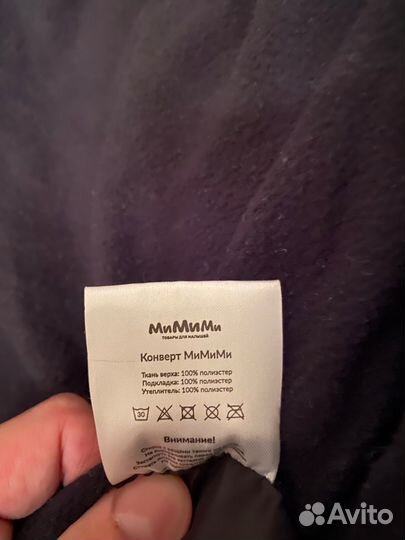 МиМиМи
ТОВАРЫ ДЛЯ МАЛЫШЕЙ
Конверт МиМиМи
Ткань верха: 100% полиэстер
Подкладка: 100% полиэстер
Утеплитель: 100% полиэстер
30
Внимание!
Avito